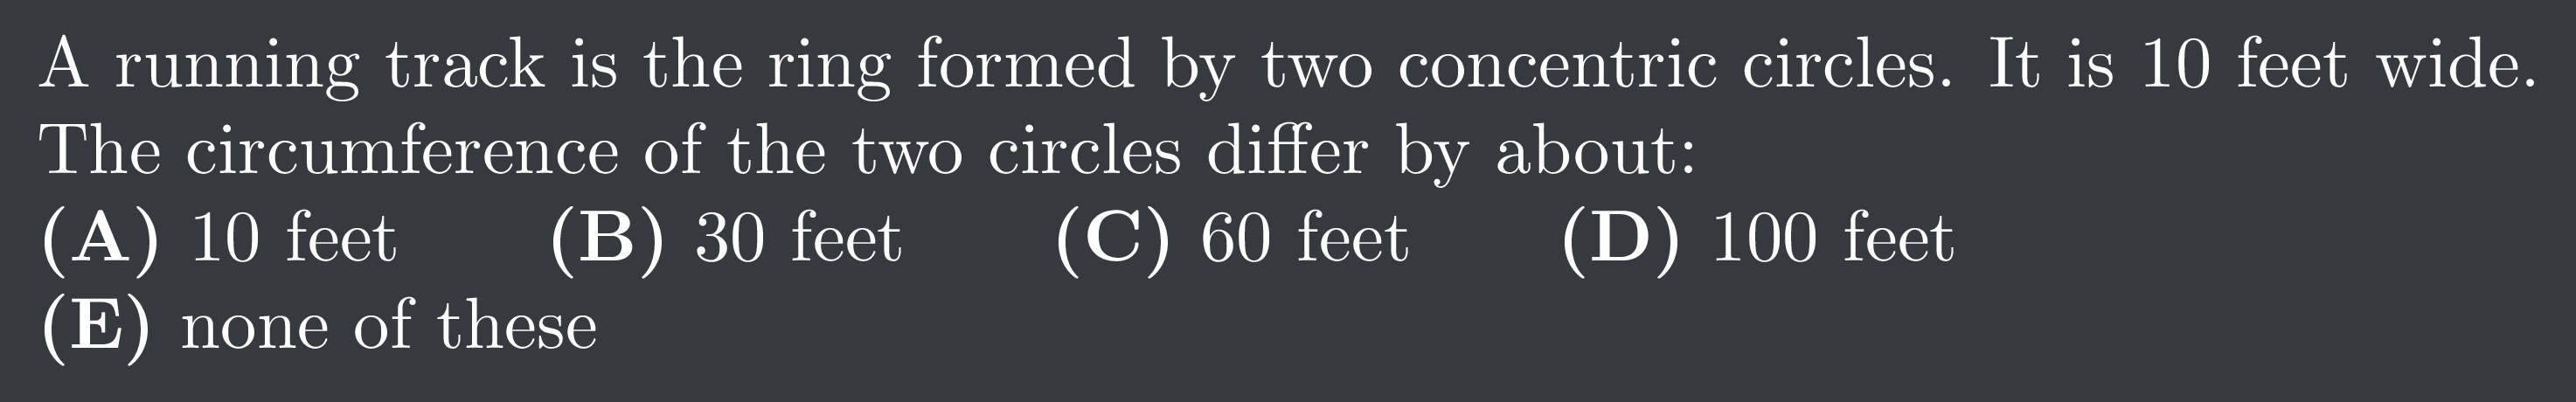 A running track is the ring formed by two concentric circles. It is 10 feet wide.
The circumference of the two circles differ by about:
(A) 10 feet (B) 30 feet (C) 60 feet (D) 100 feet
(E) none of these